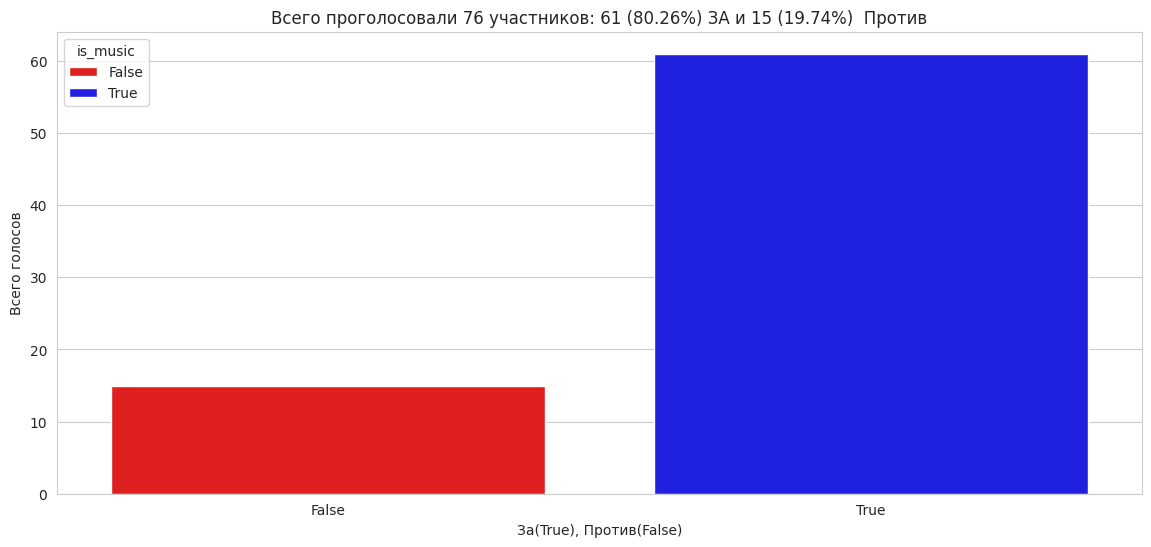 Всего проголосовали 76 участников: 61 (80.26%) ЗА и 15 (19.74%)  Против
is_music
False
True
Всего голосов
60
50
40
30
20
10
0
False
True
За(True), Против(False)